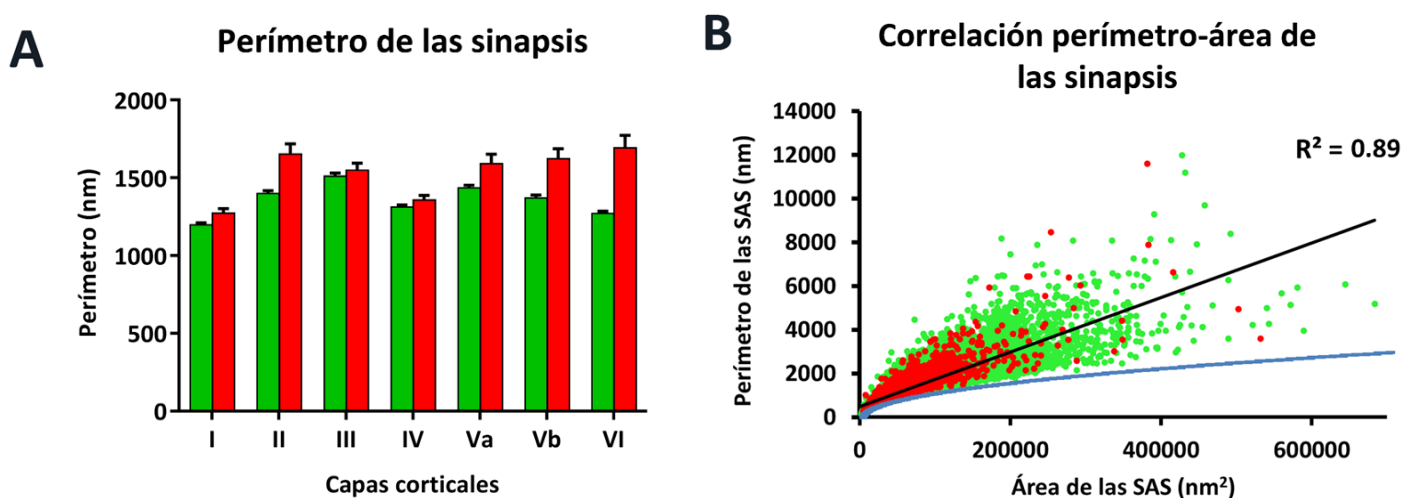 A
Perímetro de las sinapsis
Perímetro (nm)
2000
1500
1000
500
0
I II III IV Va Vb VI
Capas corticales
B
Correlación perímetro-área de
las sinapsis
R² = 0.89
Perímetro de las SAS (nm)
14000
12000
10000
8000
6000
4000
2000
0
0 200000 400000 600000
Área de las SAS (nm²)